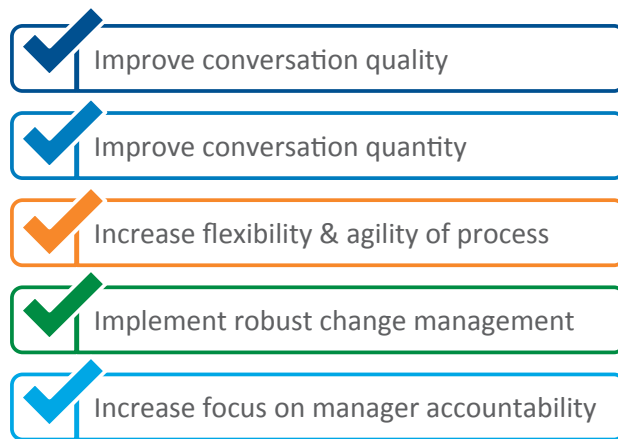 Improve conversation quality
Improve conversation quantity
Increase flexibility & agility of process
Implement robust change management
Increase focus on manager accountability